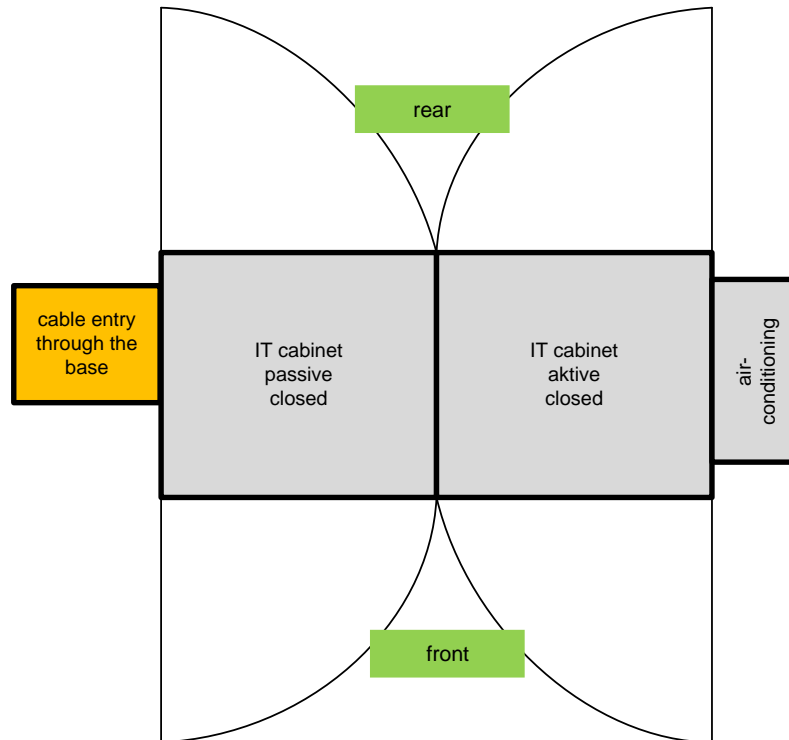 rear
cable entry
through the
base
IT cabinet
passive
closed
IT cabinet
aktive
closed
air-
conditioning
front